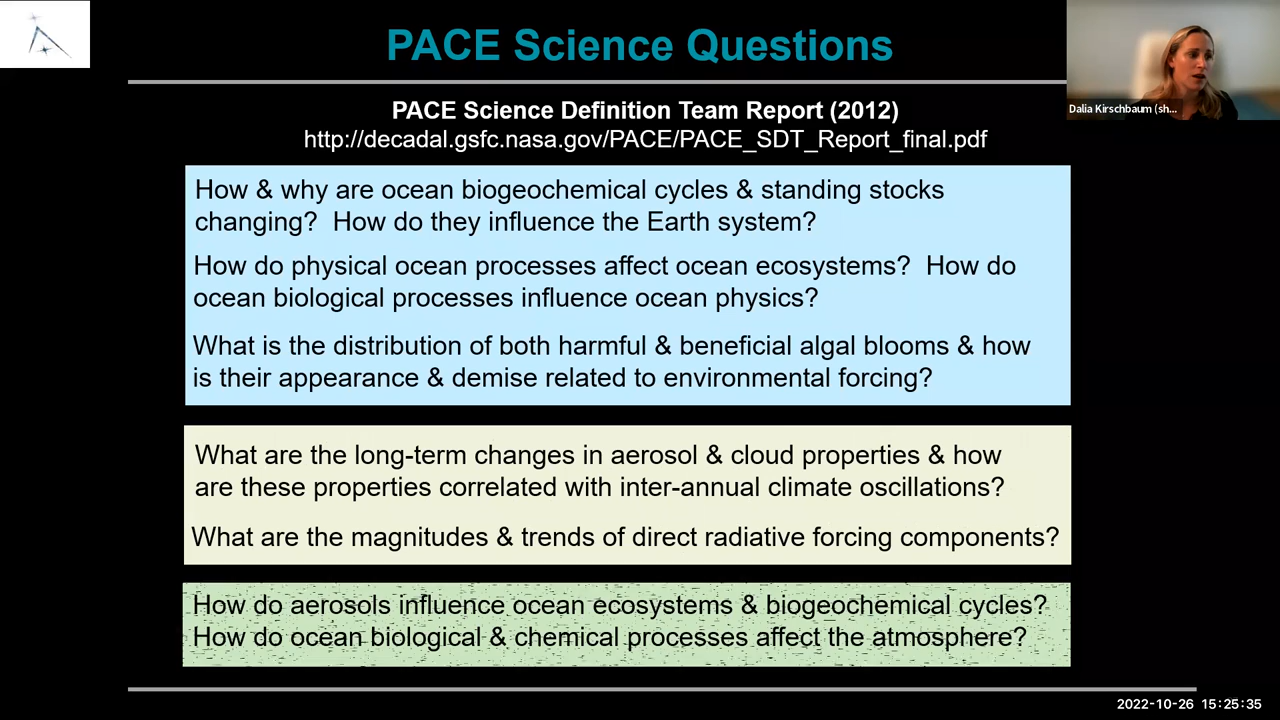 PACE Science Questions
Dalia Kirschbaum (sh...
PACE Science Definition Team Report (2012)
http://decadal.gsfc.nasa.gov/PACE/PACE_SDT_Report_final.pdf
How & why are ocean biogeochemical cycles & standing stocks
changing?  How do they influence the Earth system?
How do physical ocean processes affect ocean ecosystems?  How do
ocean biological processes influence ocean physics?
What is the distribution of both harmful & beneficial algal blooms & how
is their appearance & demise related to environmental forcing?
What are the long-term changes in aerosol & cloud properties & how
are these properties correlated with inter-annual climate oscillations?
What are the magnitudes & trends of direct radiative forcing components?
How do aerosols influence ocean ecosystems & biogeochemical cycles?
How do ocean biological & chemical processes affect the atmosphere?
2022-10-26  15:25:35